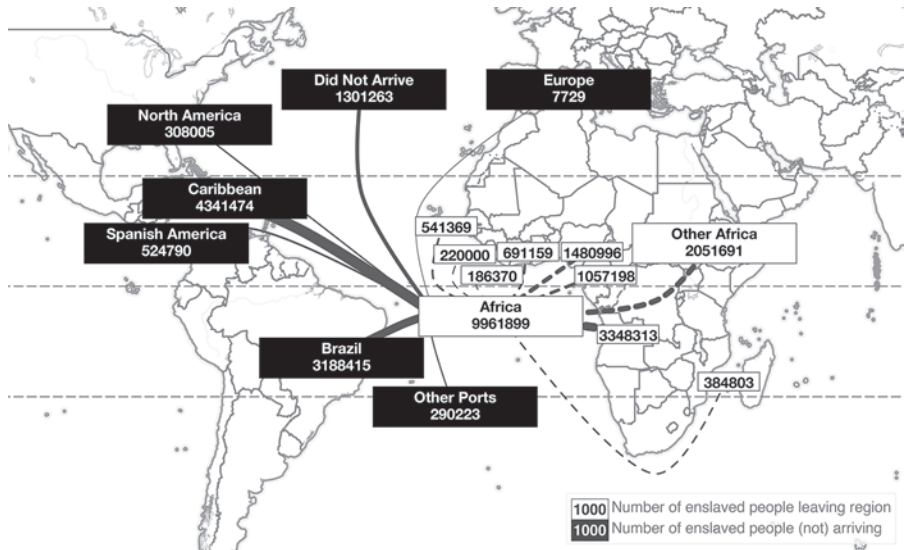 Did Not Arrive
1301263
Europe
7729
North America
308005
Caribbean
4341474
Spanish America
524790
541369
220000
691159
1480996
186370
1057198
Other Africa
2051691
Africa
9961899
3348313
Brazil
3188415
384803
Other Ports
290223
1000 Number of enslaved people leaving region
1000 Number of enslaved people (not) arriving